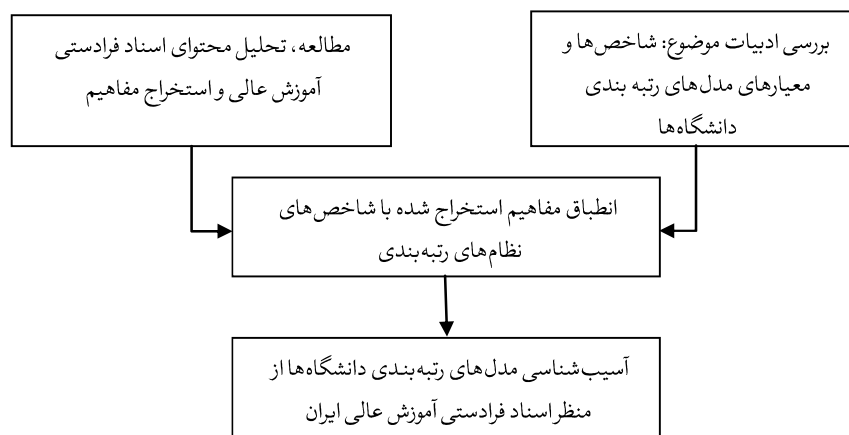 بررسی ادبیات موضوع: شاخص‌ها و
معیارهای مدل‌های رتبه بندی
دانشگاه‌ها
مطالعه، تحلیل محتوای اسناد فرادستی
آموزش عالی و استخراج مفاهیم
انطباق مفاهیم استخراج شده با شاخص‌های
نظام‌های رتبه‌بندی
آسیب‌شناسی مدل‌های رتبه‌بندی دانشگاه‌ها از
منظر اسناد فرادستی آموزش عالی ایران